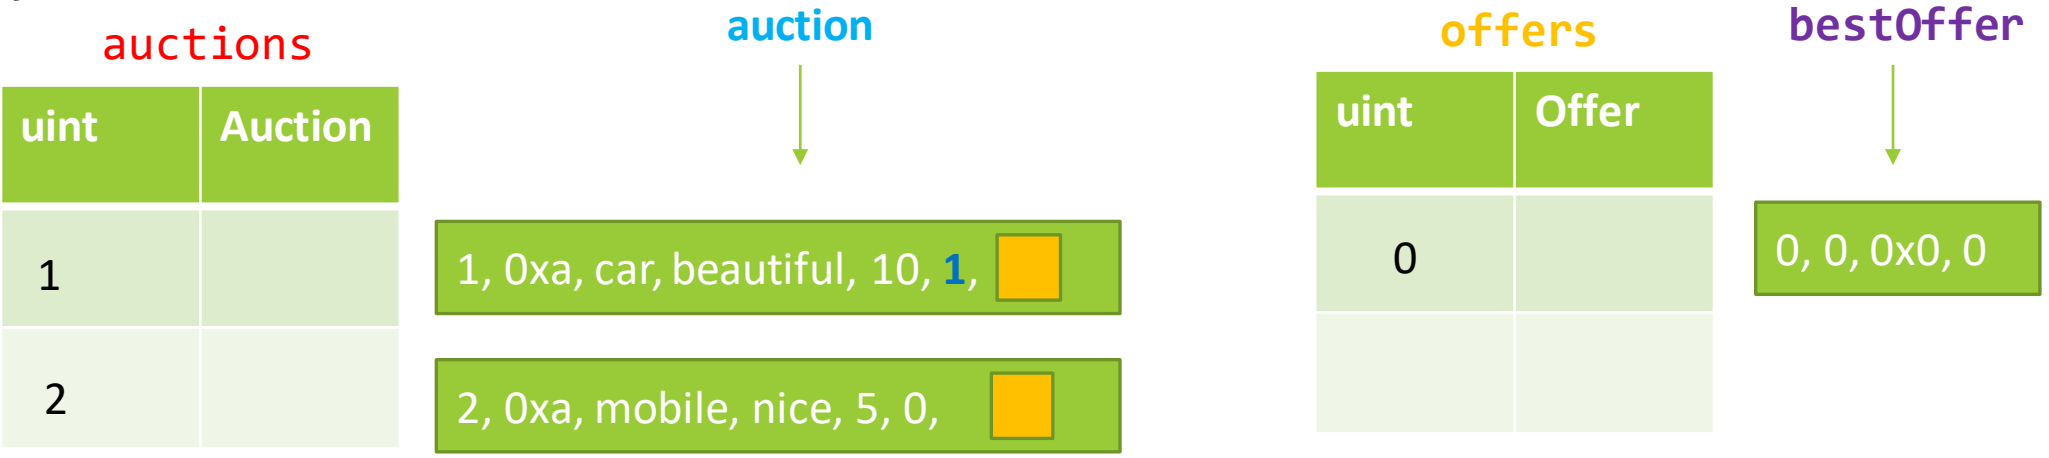 auctions
auction
offers
bestOffer
uint Auction
1
2
1, 0xa, car, beautiful, 10, 1,
2, 0xa, mobile, nice, 5, 0,
uint Offer
0
0, 0, 0x0, 0